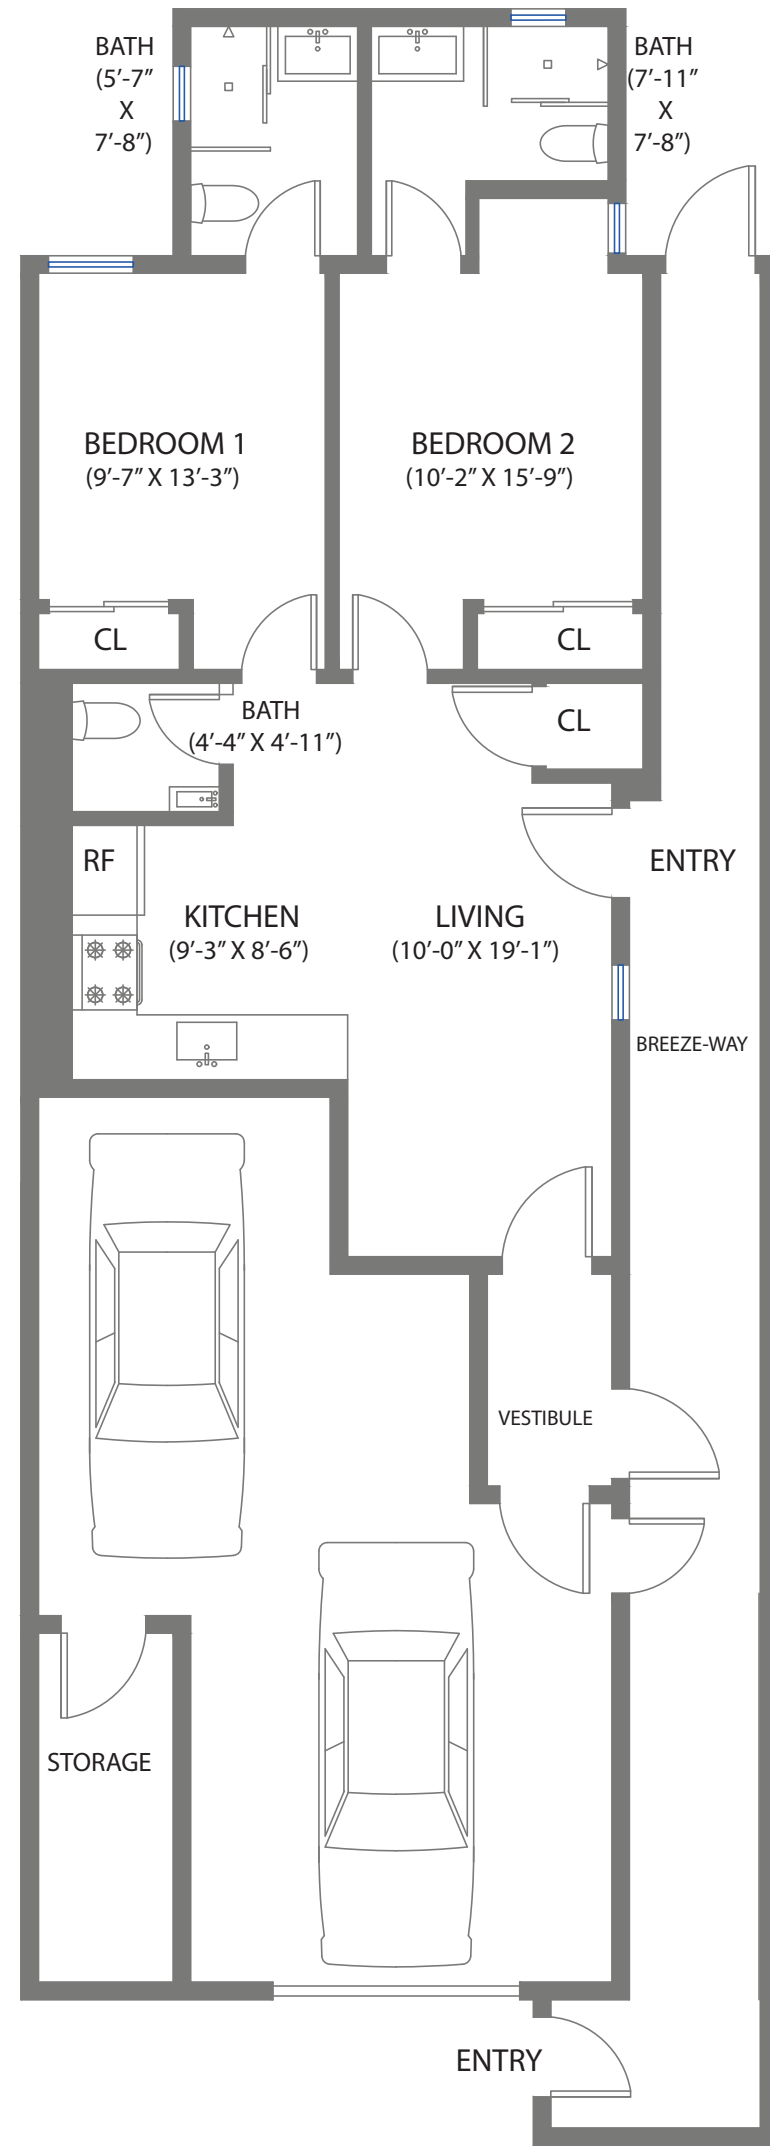 BATH
(5’-7”
X
7’-8”)
BATH
(7’-11”
X
7’-8”)
BEDROOM 1
(9’-7” X 13’-3”)
BEDROOM 2
(10’-2” X 15’-9”)
CL
CL
BATH
(4’-4” X 4’-11”)
CL
RF
ENTRY
KITCHEN
(9’-3” X 8’-6”)
LIVING
(10’-0” X 19’-1”)
BREEZE-WAY
VESTIBULE
STORAGE
ENTRY